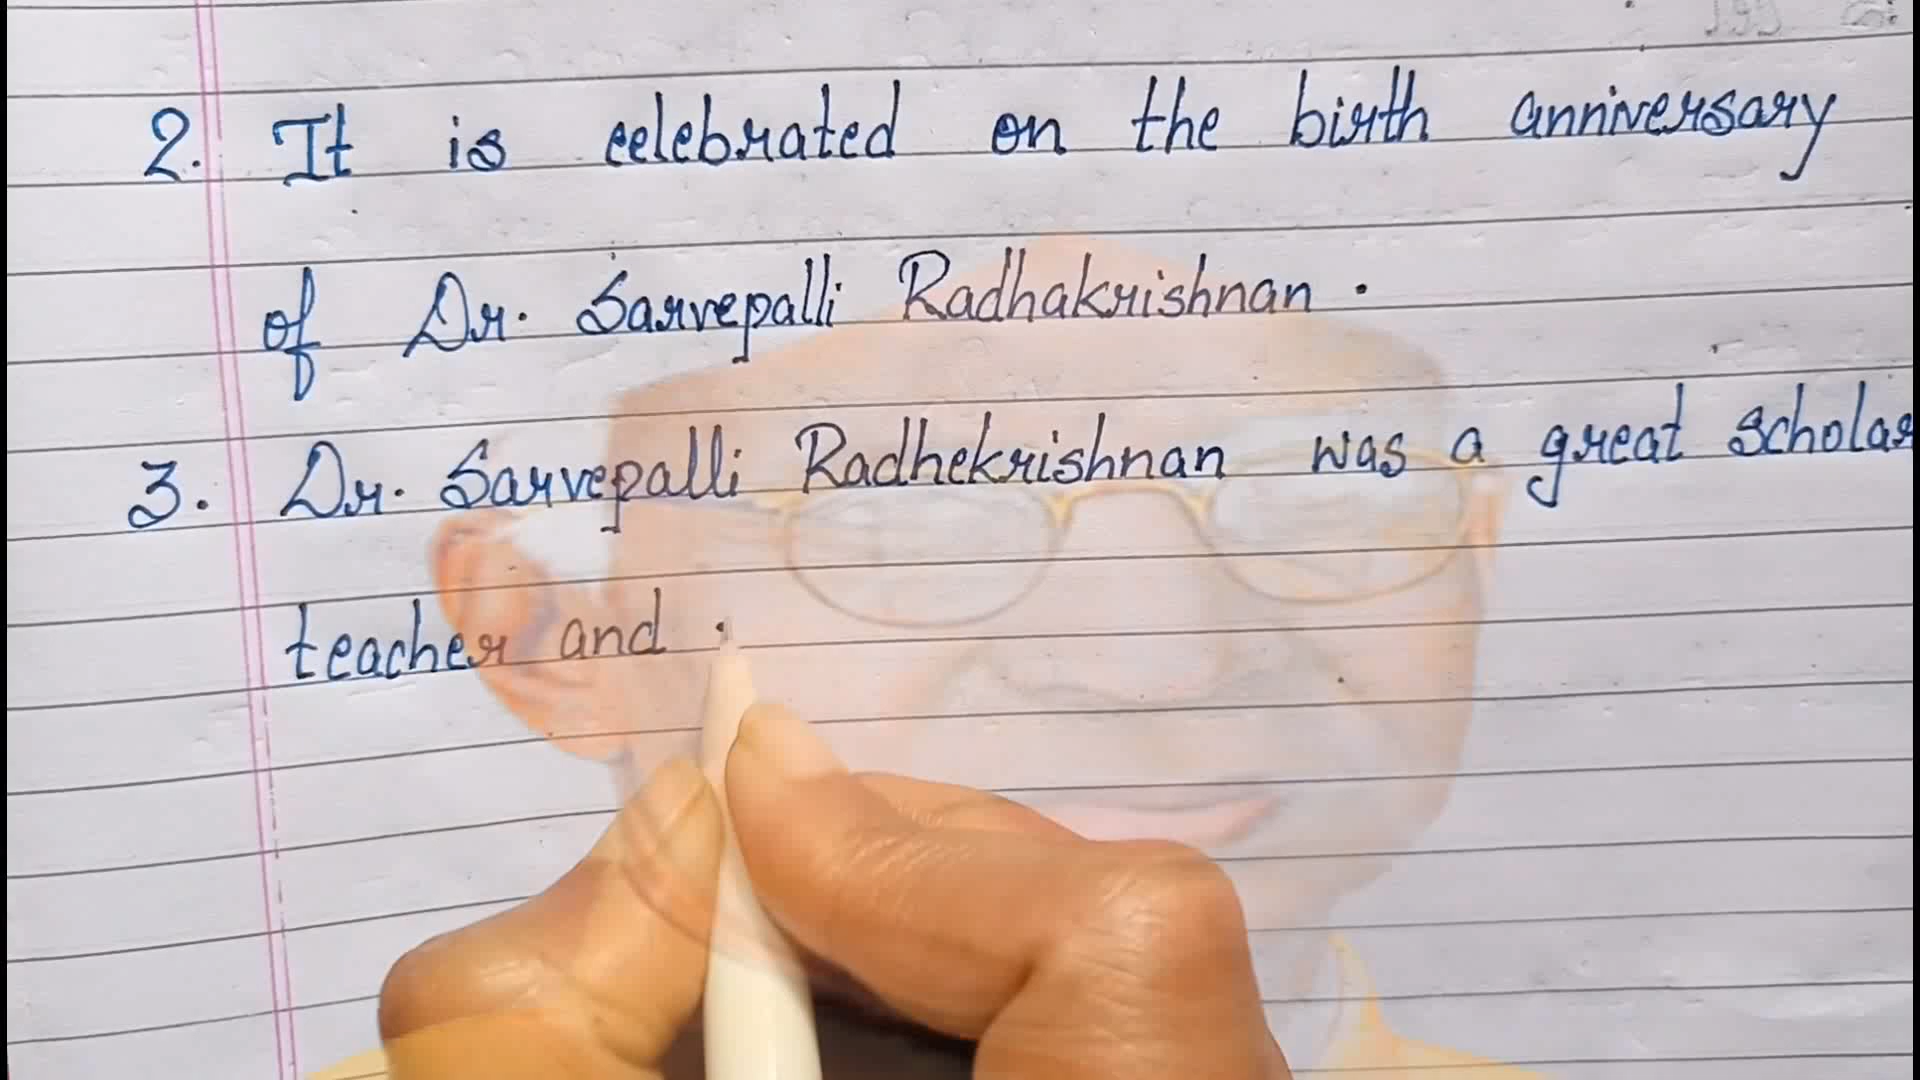 2. It is celebrated on the birth anniversary
of Dr. Sarvepalli Radhakrishnan.
3. Dr. Sarvepalli Radhekrishnan was a great scholar
teacher and